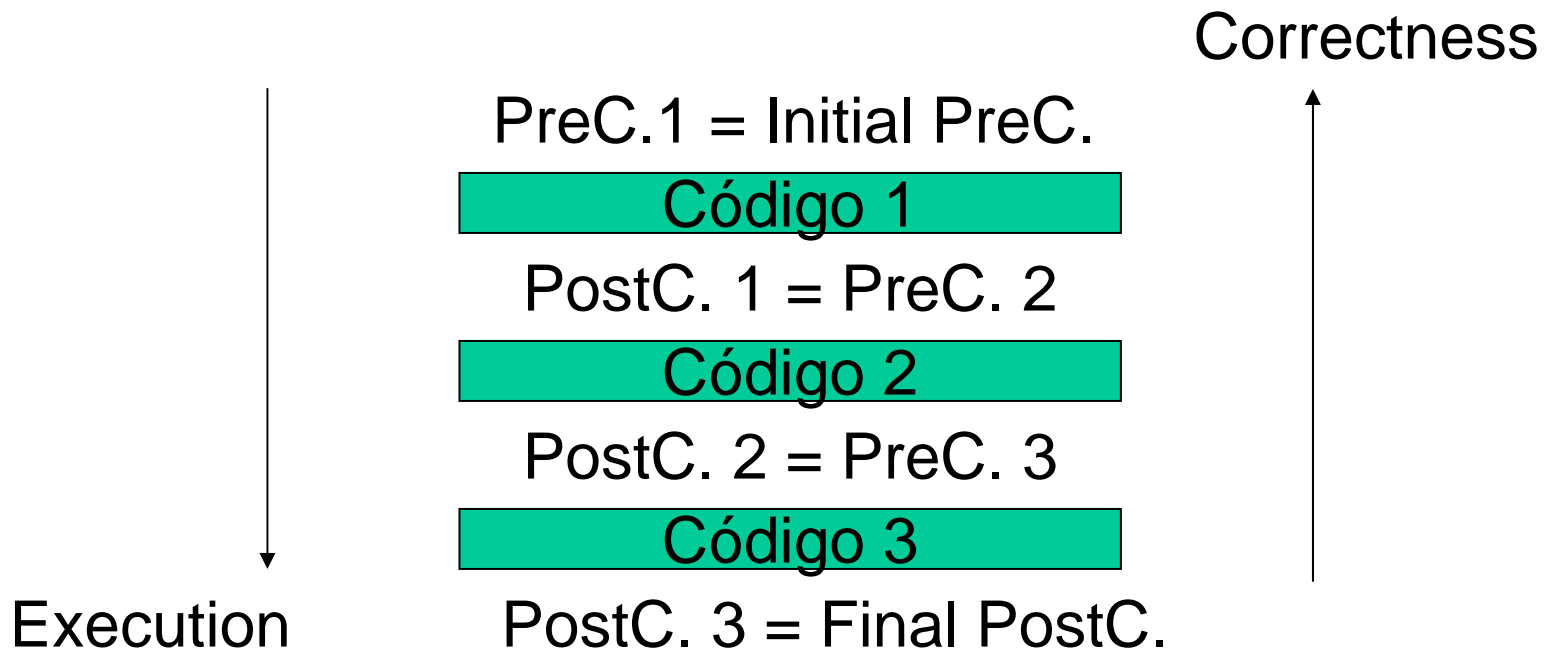 Correctness
PreC.1 = Initial PreC.
Código 1
PostC. 1 = PreC. 2
Código 2
PostC. 2 = PreC. 3
Código 3
Execution
PostC. 3 = Final PostC.